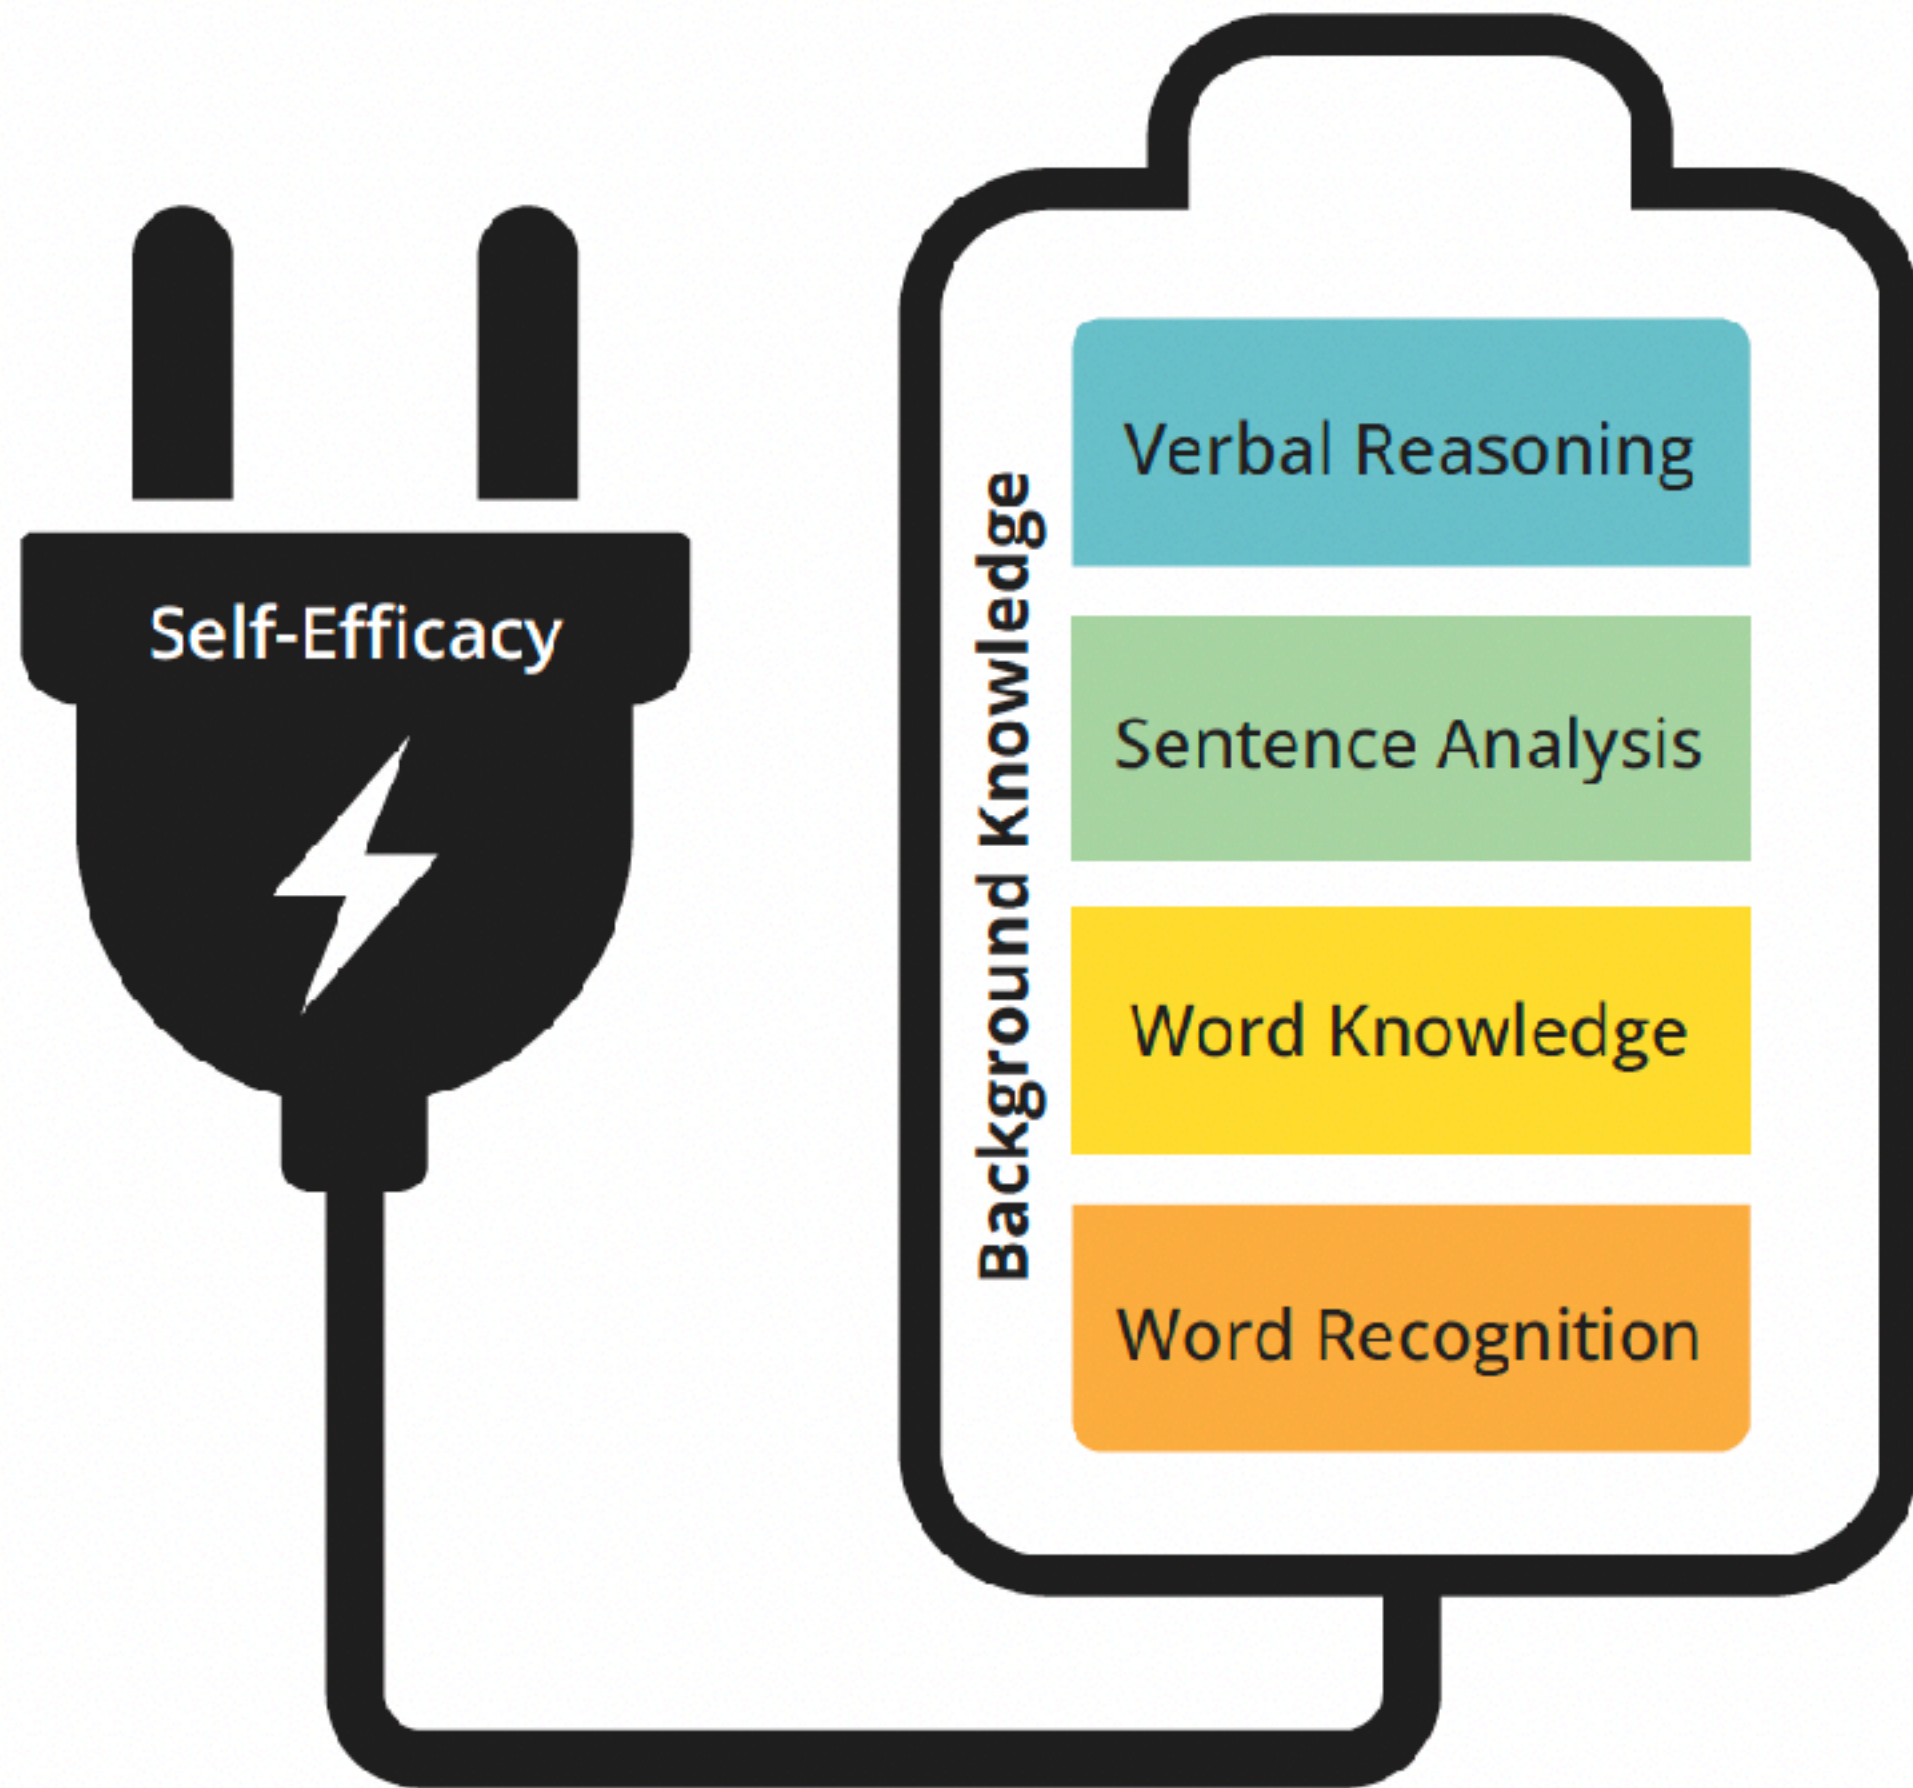 Self-Efficacy
Background Knowledge
Verbal Reasoning
Sentence Analysis
Word Knowledge
Word Recognition